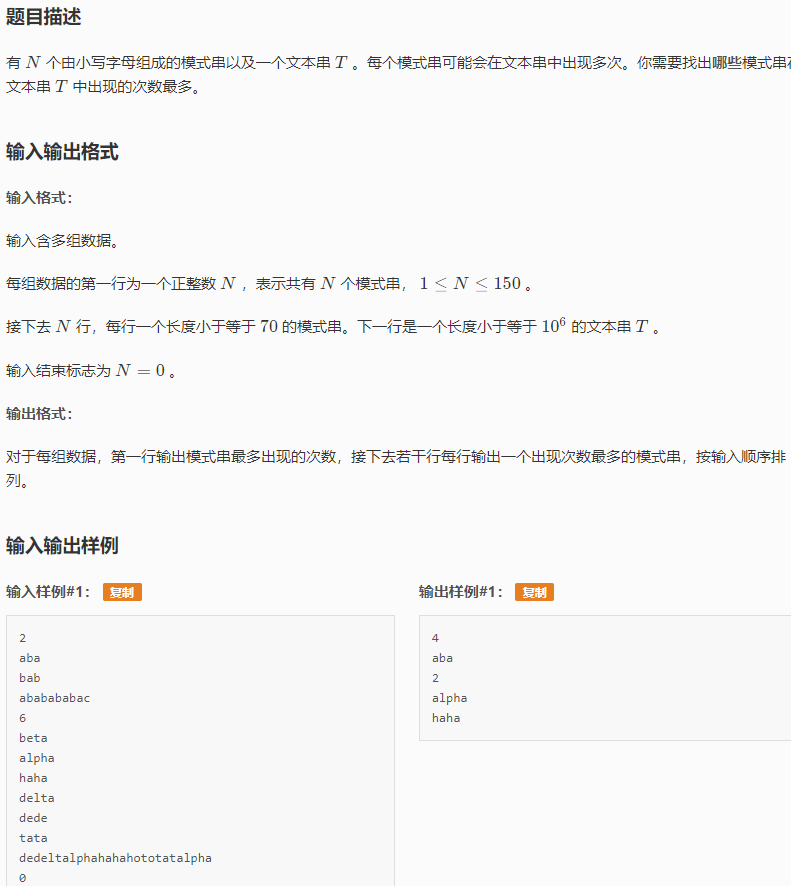 题目描述
有 N 个由小写字母组成的模式串以及一个文本串 T 。每个模式串可能会在文本串中出现多次。你需要找出哪些模式串在
文本串 T 中出现的次数最多。
输入输出格式
输入格式：
输入含多组数据。
每组数据的第一行为一个正整数 N ，表示共有 N 个模式串， 1 ≤ N ≤ 150 。
接下去 N 行，每行一个长度小于等于 70 的模式串。下一行是一个长度小于等于 10^6 的文本串 T 。
输入结束标志为 N = 0 。
输出格式：
对于每组数据，第一行输出模式串最多出现的次数，接下去若干行每行输出一个出现次数最多的模式串，按输入顺序排
列。
输入输出样例
输入样例#1： 复制
2
aba
bab
ababababac
6
beta
alpha
haha
delta
dede
tata
dedeltalphahahahototatalpha
0
输出样例#1： 复制
4
aba
2
alpha
haha